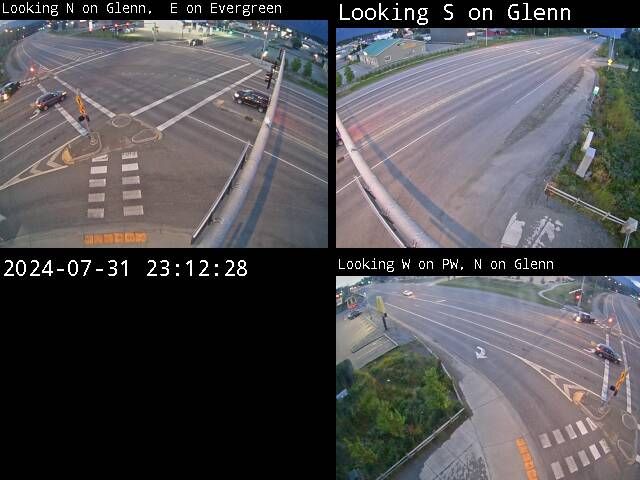 Looking N on Glenn,  E on Evergreen
Looking S on Glenn
2024-07-31 23:12:28
Looking W on PW, N on Glenn